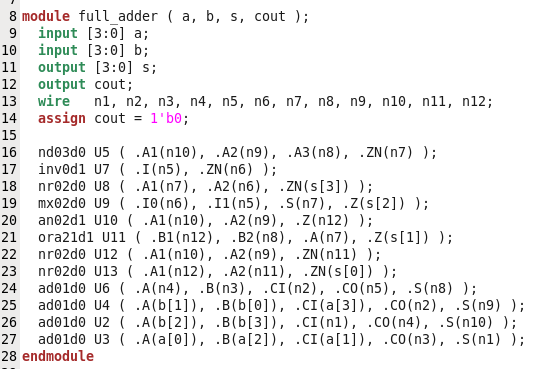 8 module full_adder ( a, b, s, cout );
9   input [3:0] a;
10   input [3:0] b;
11   output [3:0] s;
12   output cout;
13   wire   n1, n2, n3, n4, n5, n6, n7, n8, n9, n10, n11, n12;
14   assign cout = 1'b0;
15
16   nd03d0 U5 ( .A1(n10), .A2(n9), .A3(n8), .ZN(n7) );
17   inv0d1 U7 ( .I(n5), .ZN(n6) );
18   nr02d0 U8 ( .A1(n7), .A2(n6), .ZN(s[3]) );
19   mx02d0 U9 ( .I0(n6), .I1(n5), .S(n7), .Z(s[2]) );
20   an02d1 U10 ( .A1(n10), .A2(n9), .Z(n12) );
21   ora21d1 U11 ( .B1(n12), .B2(n8), .A(n7), .Z(s[1]) );
22   nr02d0 U12 ( .A1(n10), .A2(n9), .ZN(n11) );
23   nr02d0 U13 ( .A1(n12), .A2(n11), .ZN(s[0]) );
24   ad01d0 U6 ( .A(n4), .B(n3), .CI(n2), .CO(n5), .S(n8) );
25   ad01d0 U4 ( .A(b[1]), .B(b[0]), .CI(a[3]), .CO(n2), .S(n9) );
26   ad01d0 U2 ( .A(b[2]), .B(b[3]), .CI(n1), .CO(n4), .S(n10) );
27   ad01d0 U3 ( .A(a[0]), .B(a[2]), .CI(a[1]), .CO(n3), .S(n1) );
28 endmodule